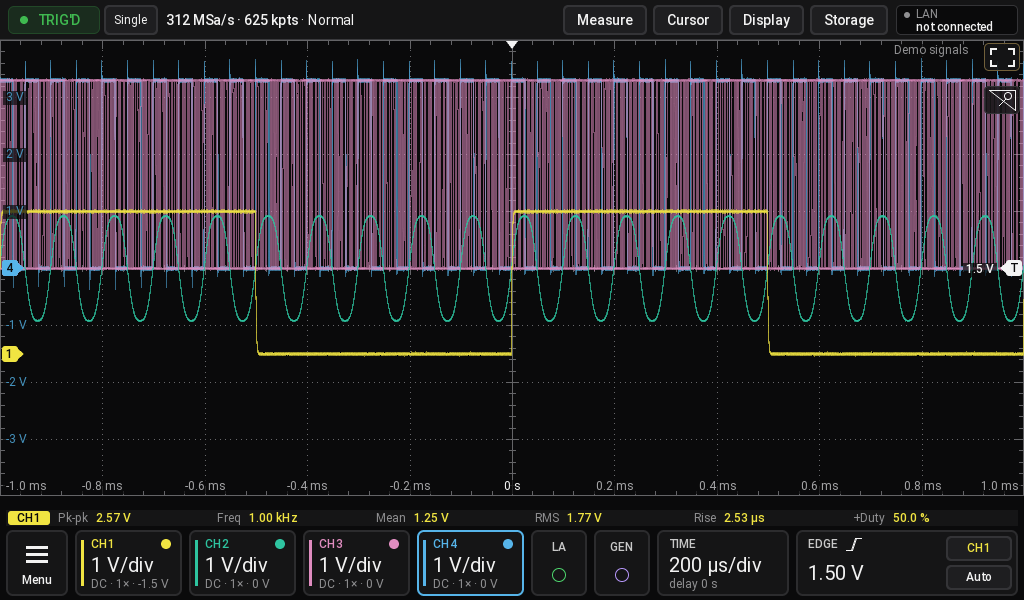 TRIG'D
Single
312 MSa/s · 625 kpts · Normal
Measure
Cursor
Display
Storage
LAN
not connected
Demo signals
3 V
2 V
1 V
4
1.5 V
T
-1 V
1
-2 V
-3 V
-1.0 ms
-0.8 ms
-0.6 ms
-0.4 ms
-0.2 ms
0 s
0.2 ms
0.4 ms
0.6 ms
0.8 ms
1.0 ms
CH1 Pk-pk 2.57 V Freq 1.00 kHz Mean 1.25 V RMS 1.77 V Rise 2.53 µs +Duty 50.0 %
Menu
CH1
1 V/div
DC · 1× · -1.5 V
CH2
1 V/div
DC · 1× · 0 V
CH3
1 V/div
DC · 1× · 0 V
CH4
1 V/div
DC · 1× · 0 V
LA
GEN
TIME
200 µs/div
delay 0 s
EDGE
1.50 V
CH1
Auto